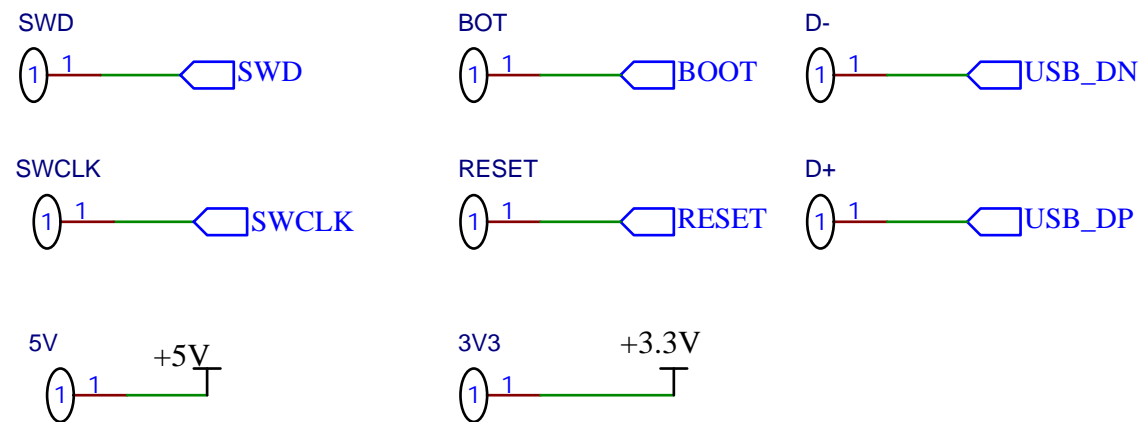 SWD
1 1 SWD
BOT
1 1 BOOT
D-
1 1 USB_DN
SWCLK
1 1 SWCLK
RESET
1 1 RESET
D+
1 1 USB_DP
5V
1 1 +5V
3V3
1 1 +3.3V